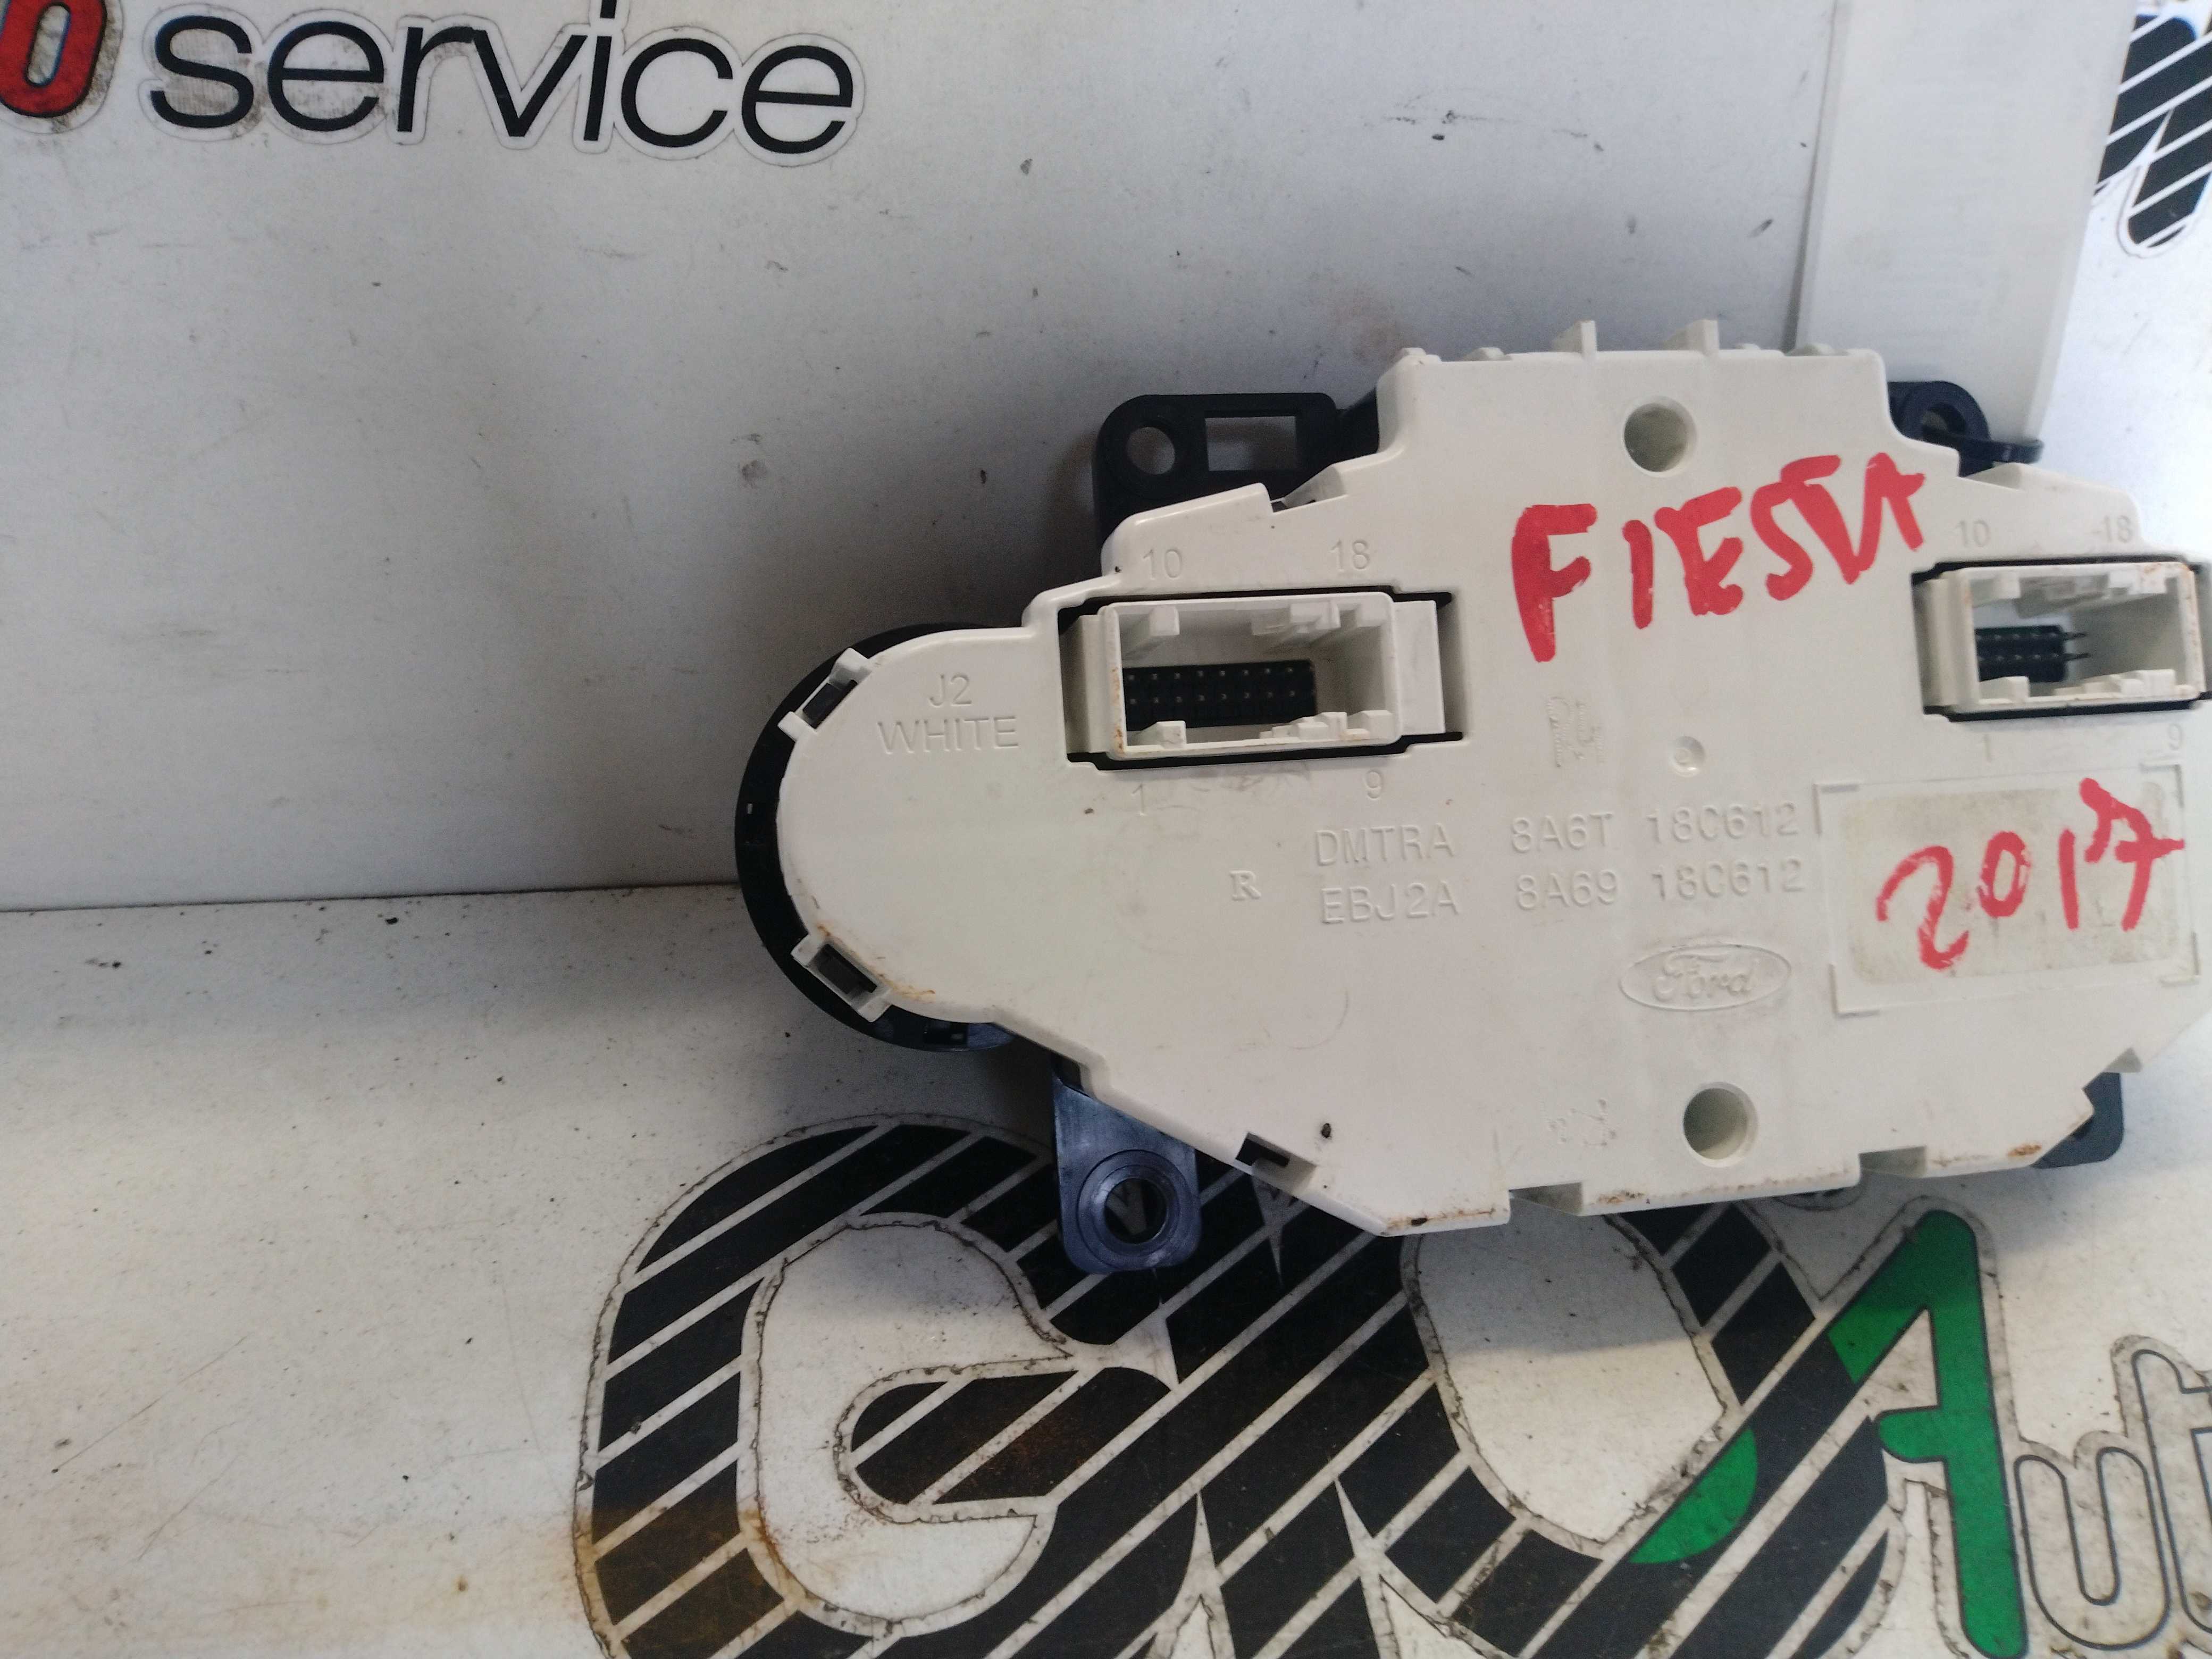 service
FIESTA
10 18
10 18
J2
WHITE
1 9
1 9
DMTRA 8A6T 18C612
R EBJ2A 8A69 18C612
2017
Ford
Aut